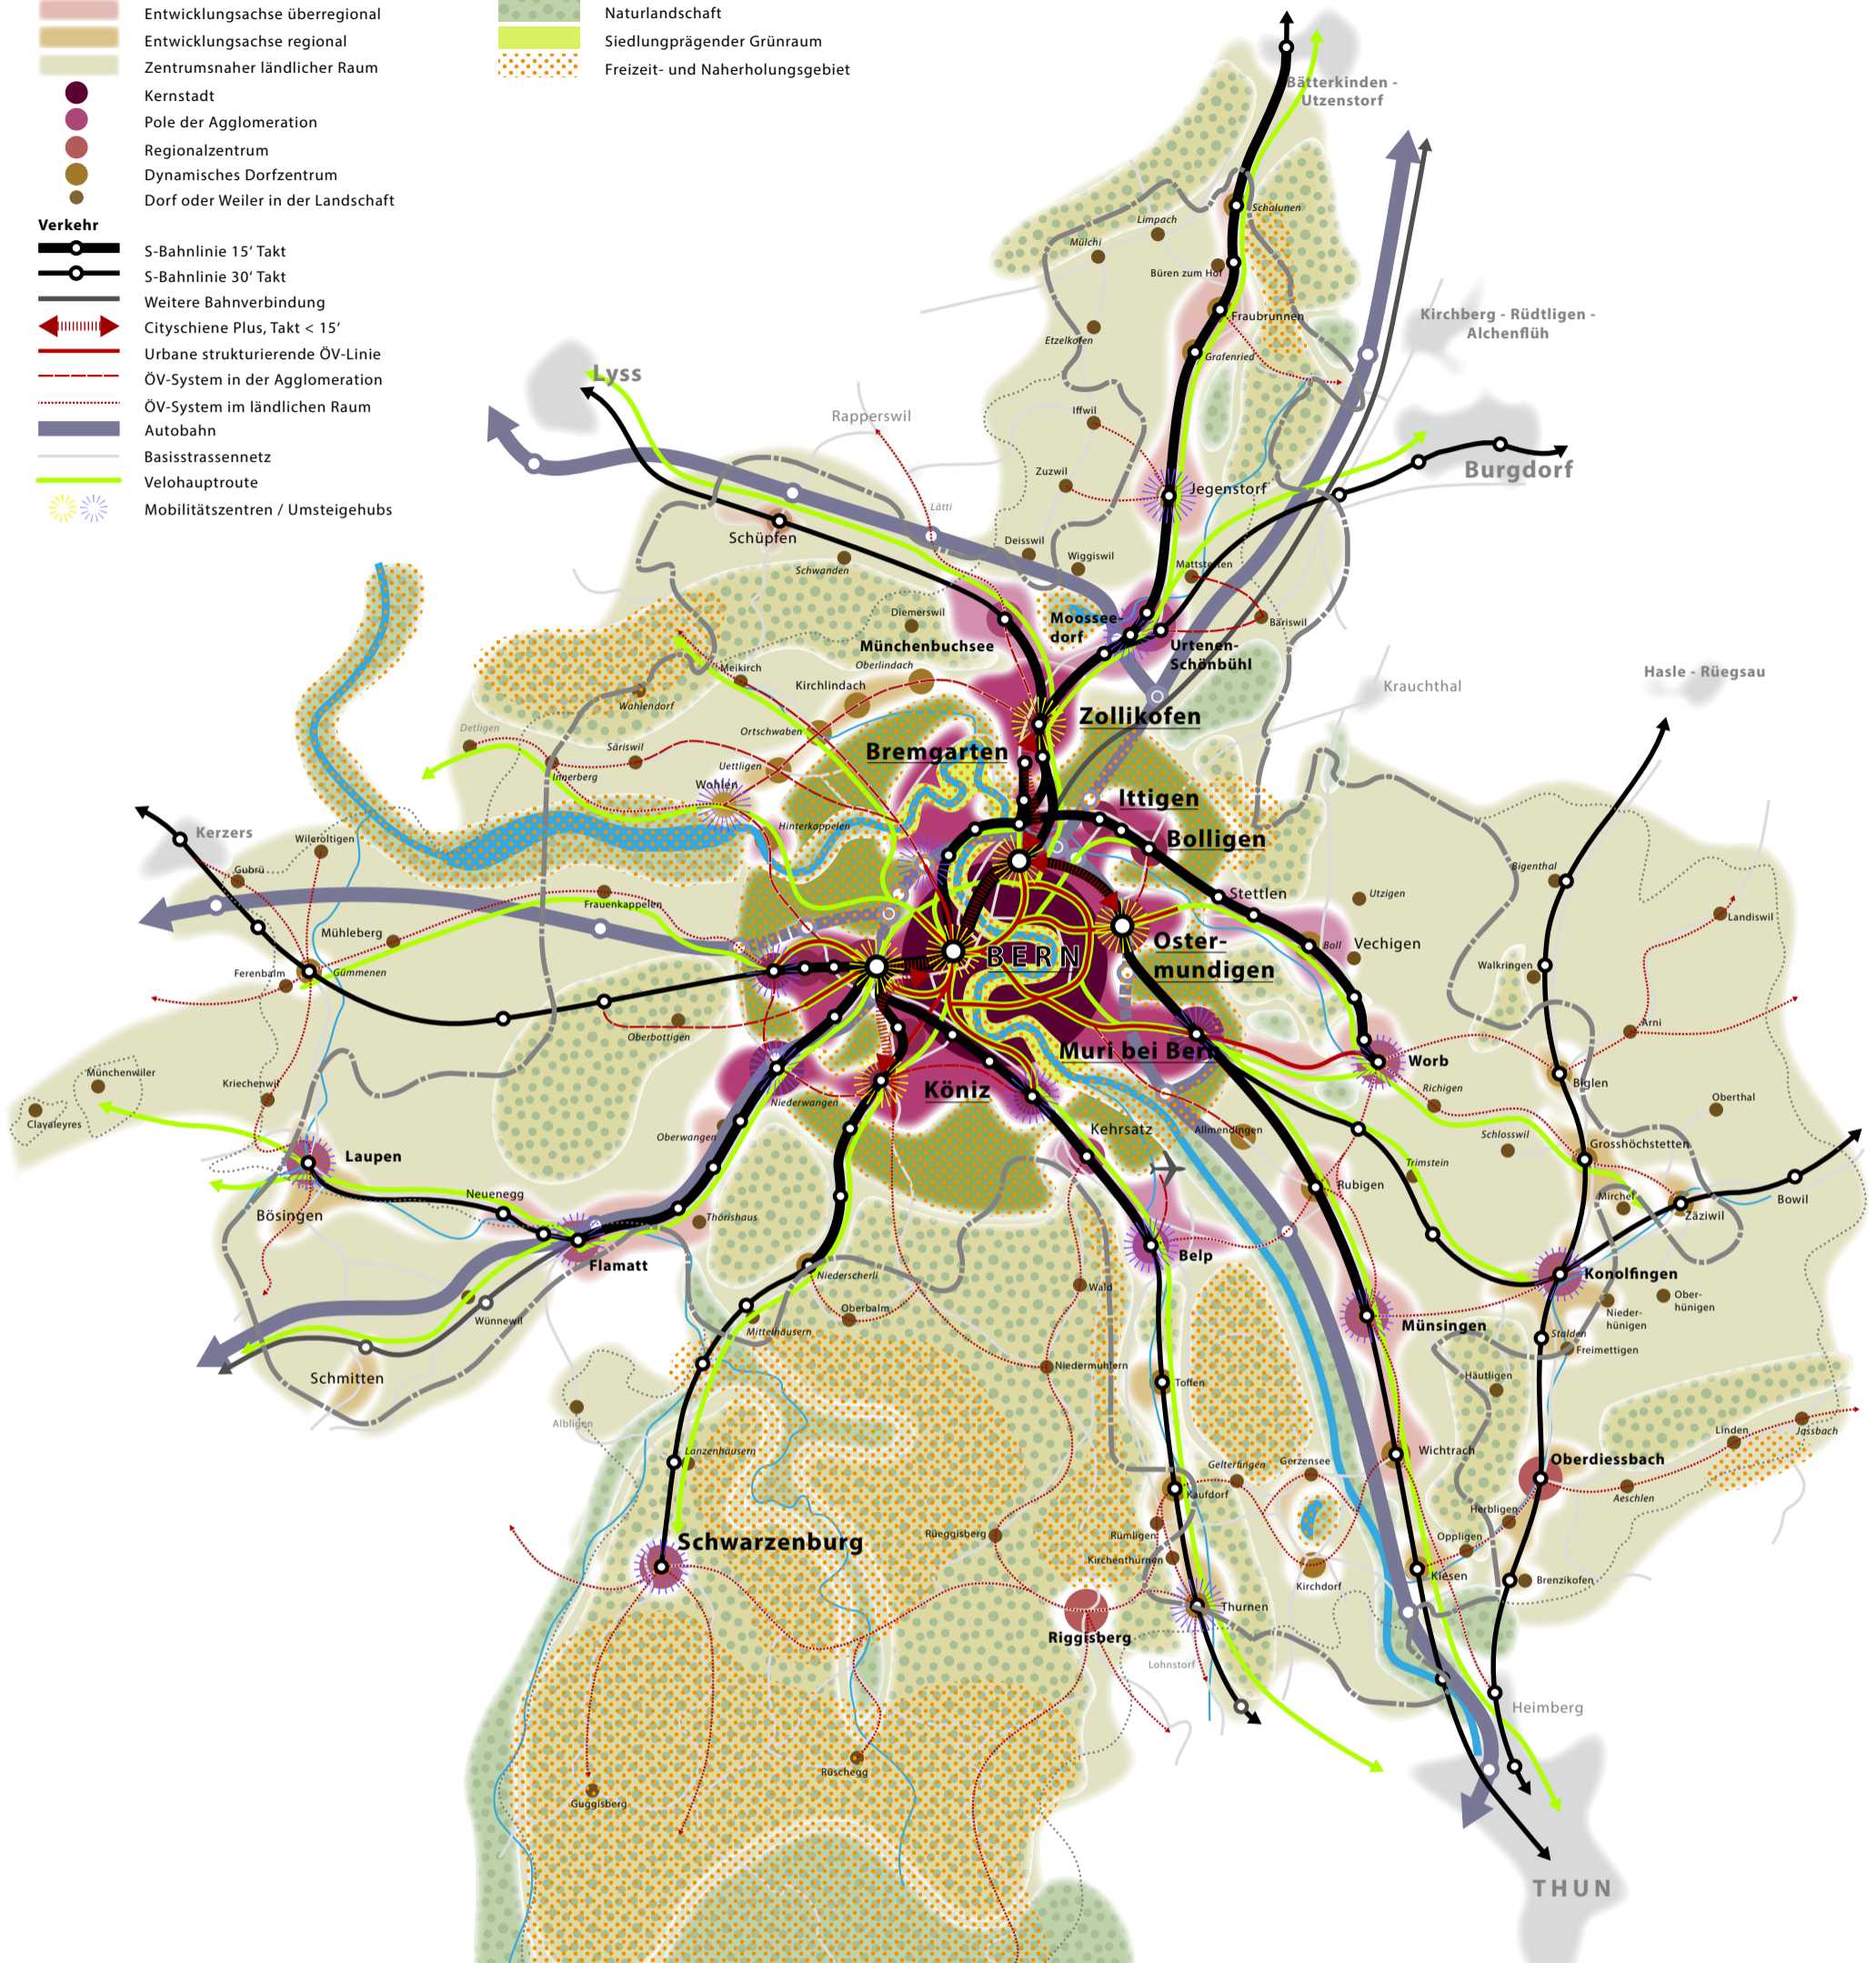 Entwicklungsachse überregional
Entwicklungsachse regional
Zentrumsnaher ländlicher Raum
Kernstadt
Pole der Agglomeration
Regionalzentrum
Dynamisches Dorfzentrum
Dorf oder Weiler in der Landschaft
Verkehr
S-Bahnlinie 15‘ Takt
S-Bahnlinie 30‘ Takt
Weitere Bahnverbindung
Cityschiene Plus, Takt < 15‘
Urbane strukturierende ÖV-Linie
ÖV-System in der Agglomeration
ÖV-System im ländlichen Raum
Autobahn
Basisstrassennetz
Velohauptroute
Mobilitätszentren / Umsteigehubs
Naturlandschaft
Siedlungprägender Grünraum
Freizeit- und Naherholungsgebiet
Bätterkinden -
Utzenstorf
Schalunen
Limpach
Mülchi
Büren zum Hof
Fraubrunnen
Kirchberg - Rüdtligen -
Alchenflüh
Etzelkofen
Grafenried
Lyss
Rapperswil
Iffwil
Burgdorf
Zuzwil
Jegenstorf
Lätti
Schüpfen
Deisswil
Wiggiswil
Schwanden
Mattstetten
Diemerswil
Moossee-
dorf
Bäriswil
Münchenbuchsee
Urtenen-
Schönbühl
Oberlindach
Meikirch
Kirchlindach
Krauchthal
Hasle - Rüegsau
Wahlendorf
Zollikofen
Detligen
Ortschwaben
Säriswil
Bremgarten
Uettligen
Innerberg
Wohlen
Ittigen
Hinterkappelen
Bolligen
Kerzers
Wileroltigen
Gubrü
Bigenthal
Stettlen
Utzigen
Frauenkappelen
Landiswil
Mühleberg
Oster-
mundigen
Boll
Vechigen
BERN
Walkringen
Ferenbalm
Gümmenen
Arni
Oberbottigen
Muri bei Bern
Worb
Münchenwiler
Kriechenwil
Köniz
Biglen
Richigen
Clavaleyres
Niederwangen
Oberthal
Kehrsatz
Allmendingen
Oberwangen
Schlosswil
Grosshöchstetten
Laupen
Trimstein
Neuenegg
Rubigen
Mirchel
Bowil
Bösingen
Thörishaus
Zäziwil
Belp
Flamatt
Niederscherli
Konolfingen
Wald
Ober-
hünigen
Oberbalm
Nieder-
hünigen
Wünnewil
Mittelhäusern
Münsingen
Stalden
Freimettigen
Niedermuhlern
Schmitten
Toffen
Häutligen
Albligen
Linden
Jassbach
Lanzenhäusern
Wichtrach
Gelterfingen
Gerzensee
Oberdiessbach
Kaufdorf
Aeschlen
Herbligen
Rüeggisberg
Rümligen
Oppligen
Schwarzenburg
Kirchenthurnen
Kiesen
Brenzikofen
Kirchdorf
Thurnen
Riggisberg
Lohnstorf
Heimberg
Rüschegg
Guggisberg
THUN